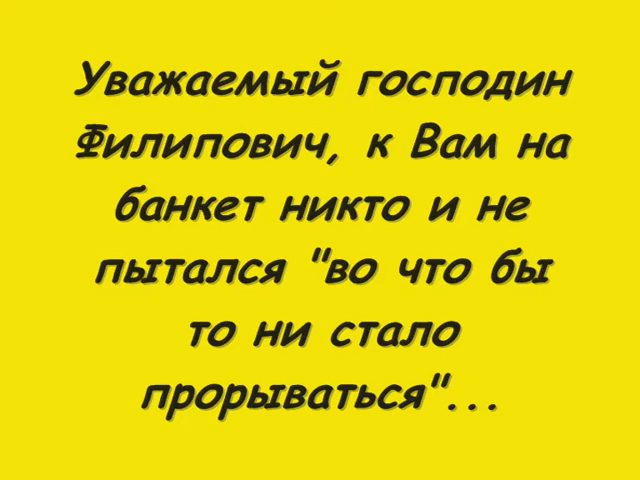 Уважаемый господин
Филипович, к Вам на
банкет никто и не
пытался "во что бы
то ни стало
прорываться"...